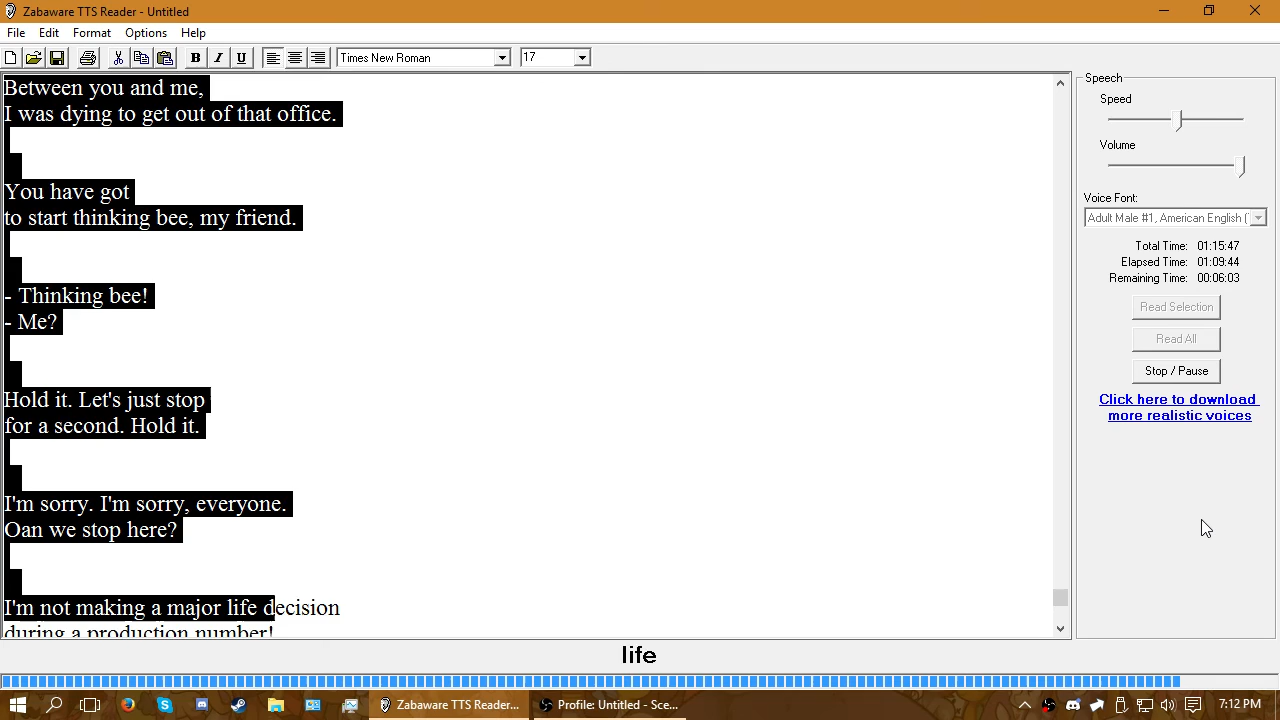 Zabaware TTS Reader - Untitled
File Edit Format Options Help
B I U Times New Roman 17
Between you and me,
I was dying to get out of that office.
You have got
to start thinking bee, my friend.
- Thinking bee!
- Me?
Hold it. Let's just stop
for a second. Hold it.
I'm sorry. I'm sorry, everyone.
Oan we stop here?
I'm not making a major life decision
during a production number!
Speech
Speed
Volume
Voice Font:
Adult Male #1, American English (
Total Time: 01:15:47
Elapsed Time: 01:09:44
Remaining Time: 00:06:03
Read Selection
Read All
Stop / Pause
Click here to download
more realistic voices
life
Zabaware TTS Reader... Profile: Untitled - Sce... 7:12 PM